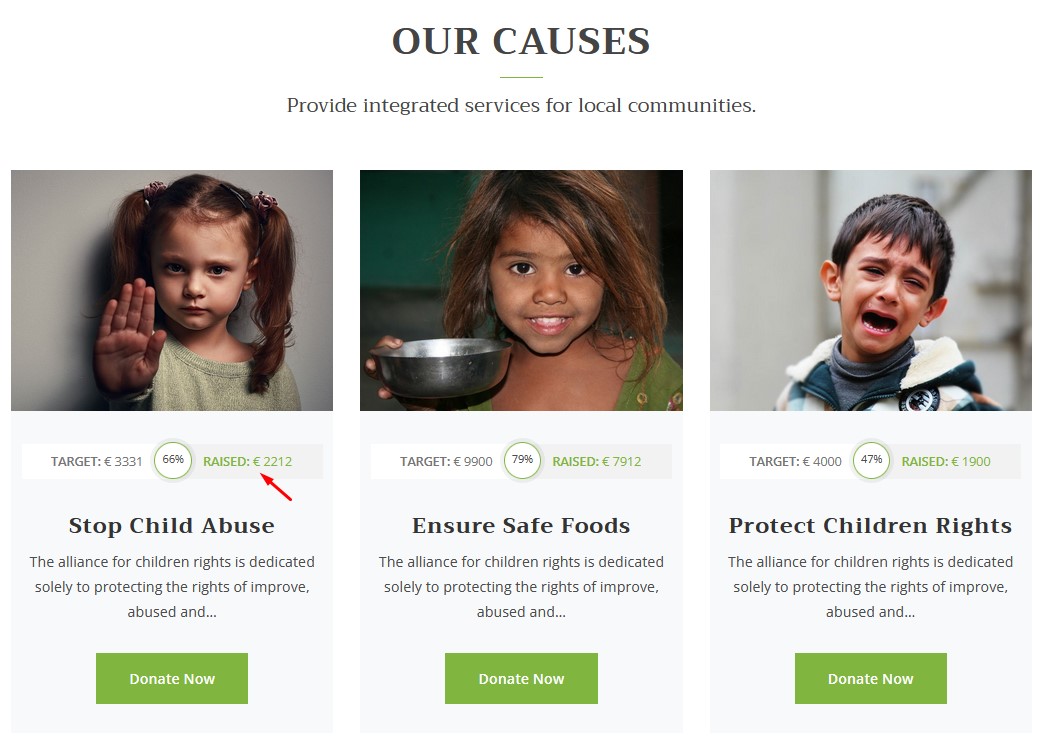 OUR CAUSES
Provide integrated services for local communities.
TARGET: € 3331 66% RAISED: € 2212
Stop Child Abuse
The alliance for children rights is dedicated
solely to protecting the rights of improve,
abused and...
Donate Now
TARGET: € 9900 79% RAISED: € 7912
Ensure Safe Foods
The alliance for children rights is dedicated
solely to protecting the rights of improve,
abused and...
Donate Now
TARGET: € 4000 47% RAISED: € 1900
Protect Children Rights
The alliance for children rights is dedicated
solely to protecting the rights of improve,
abused and...
Donate Now